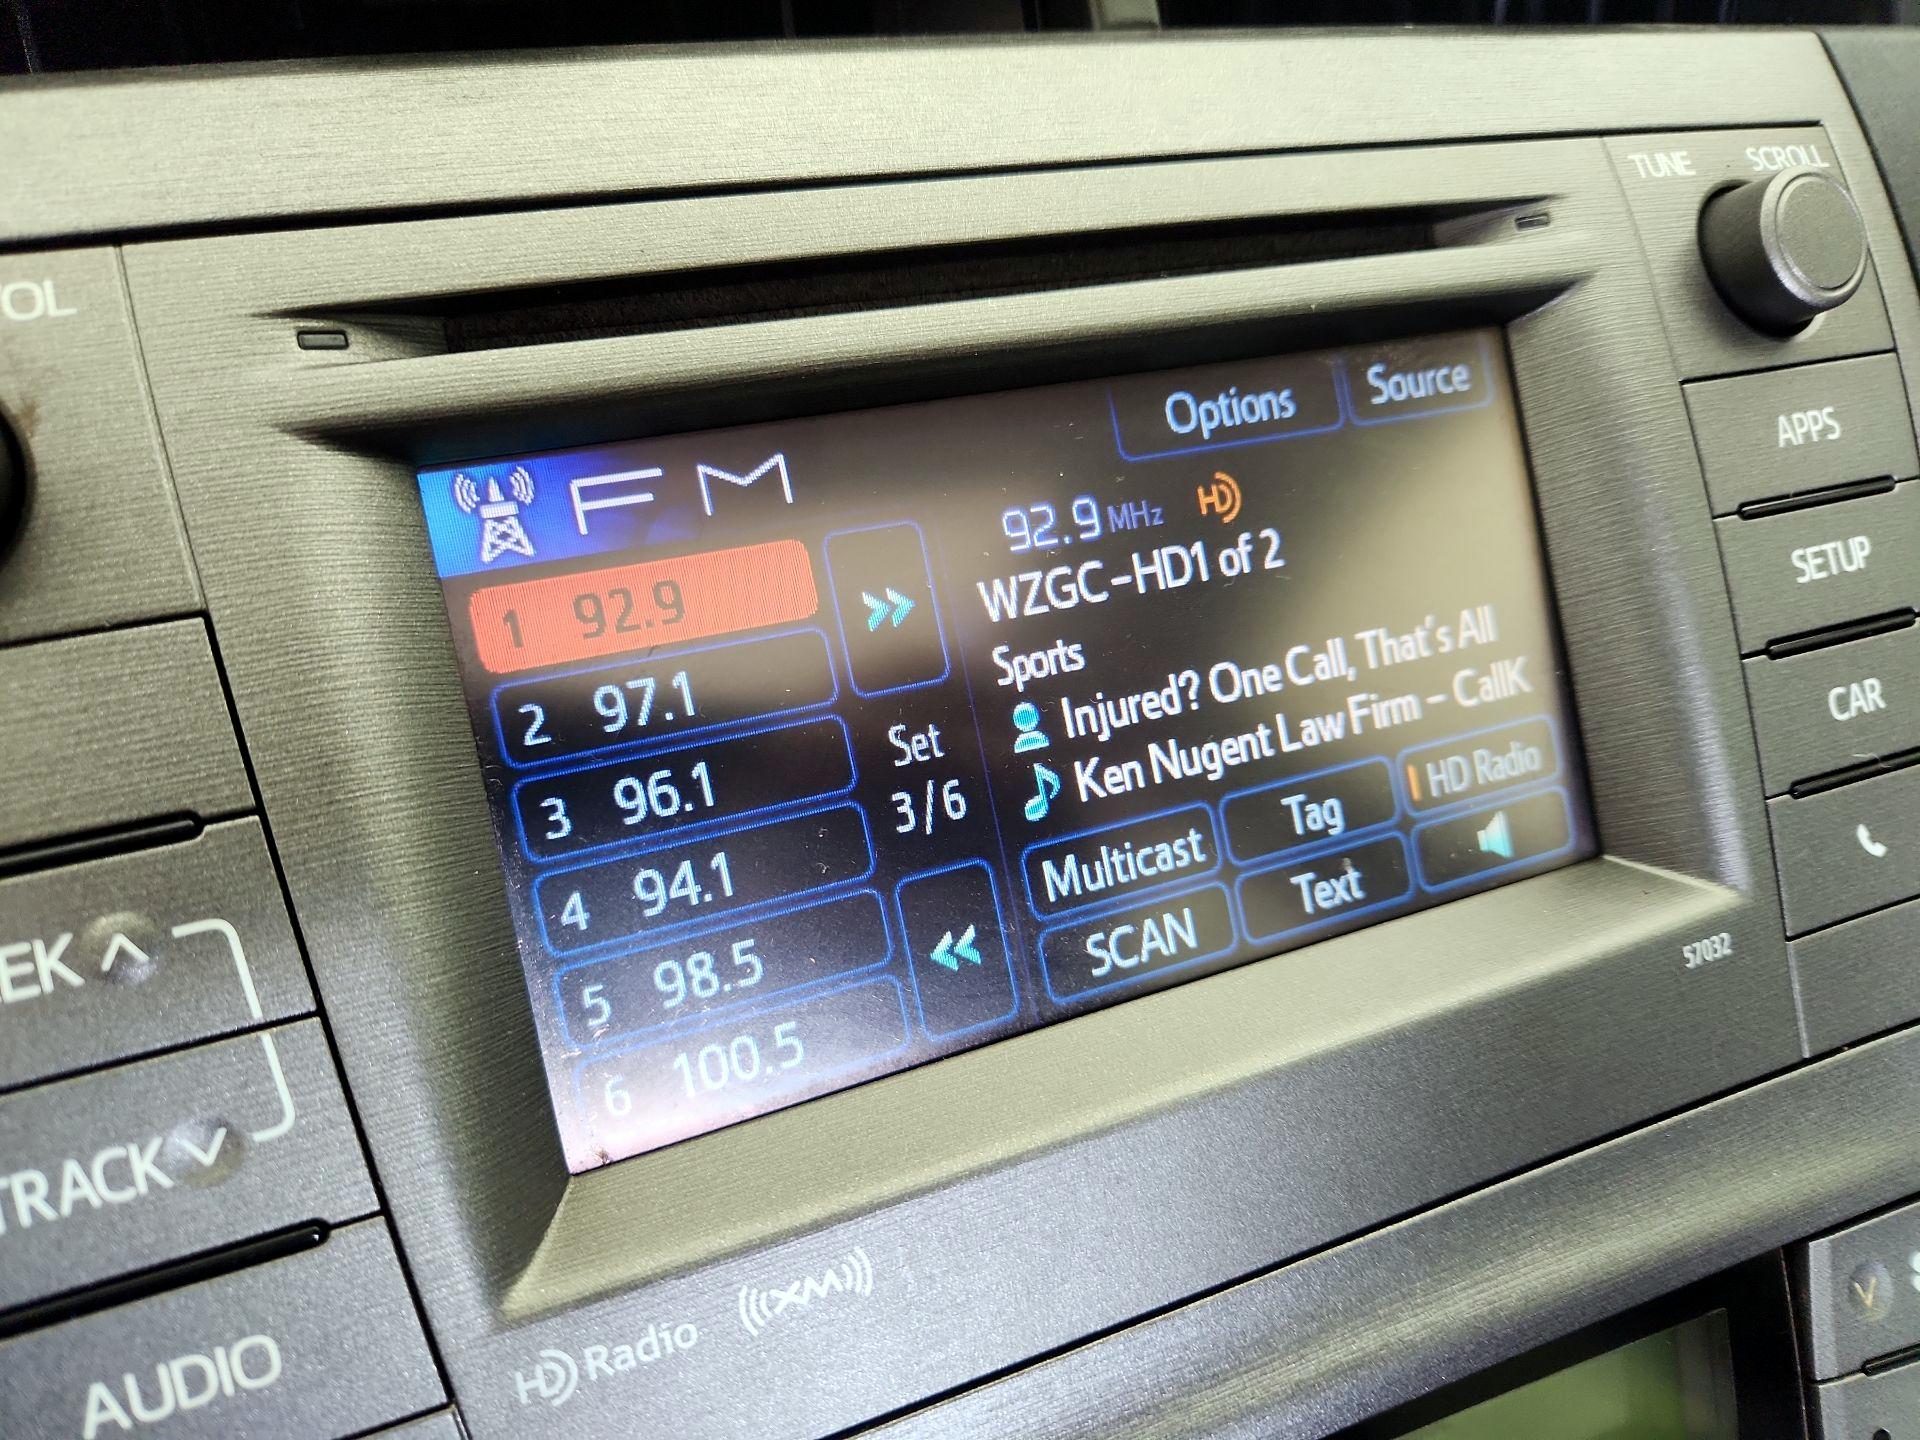 TUNE SCROLL
OL
Options
Source
APPS
FM
92.9 MHz HD
SETUP
WZGC-HD1 of 2
1 92.9
Sports
2 97.1
Injured? One Call, That's All
CAR
Set
3/6
Ken Nugent Law Firm - CallK
3 96.1
Tag
HD Radio
Multicast
4 94.1
Text
SCAN
5 98.5
57032
EK
6 100.5
TRACK
HD Radio
((XM))
AUDIO